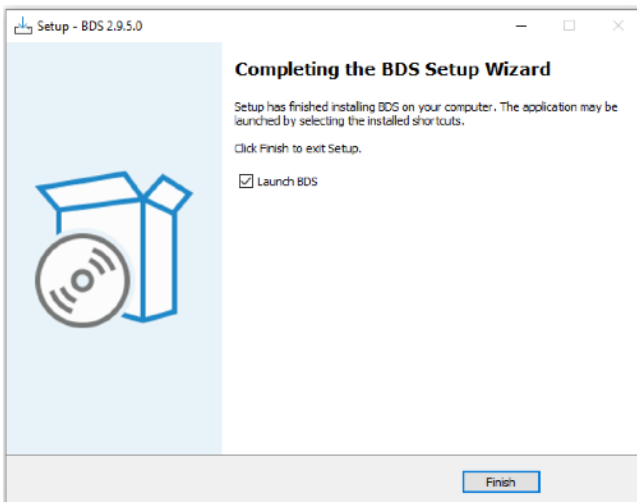 Setup - BDS 2.9.5.0
Completing the BDS Setup Wizard
Setup has finished installing BDS on your computer. The application may be
launched by selecting the installed shortcuts.
Click Finish to exit Setup.
Launch BDS
Finish